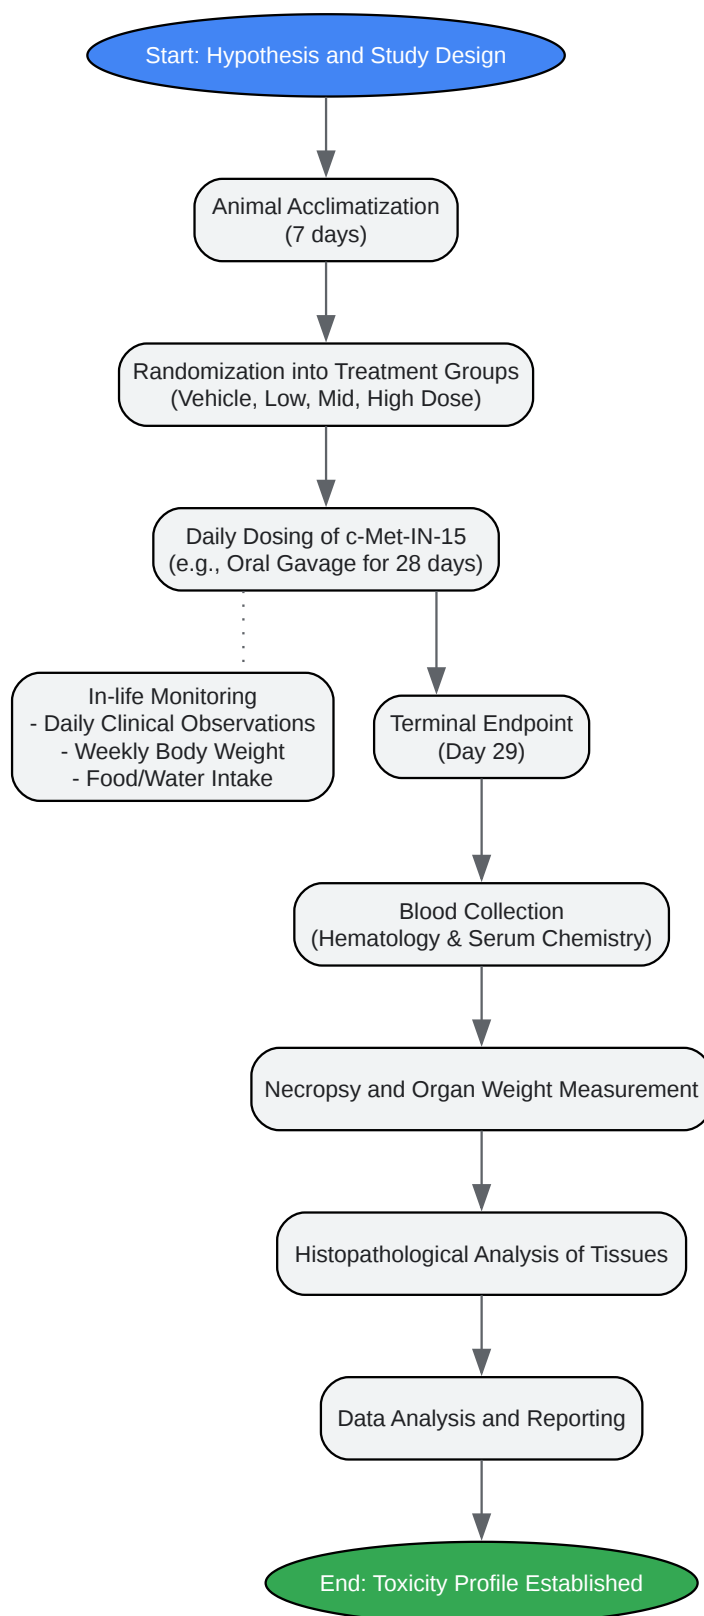 Start: Hypothesis and Study Design
Animal Acclimatization
(7 days)
Randomization into Treatment Groups
(Vehicle, Low, Mid, High Dose)
Daily Dosing of c-Met-IN-15
(e.g., Oral Gavage for 28 days)
In-life Monitoring
- Daily Clinical Observations
- Weekly Body Weight
- Food/Water Intake
Terminal Endpoint
(Day 29)
Blood Collection
(Hematology & Serum Chemistry)
Necropsy and Organ Weight Measurement
Histopathological Analysis of Tissues
Data Analysis and Reporting
End: Toxicity Profile Established